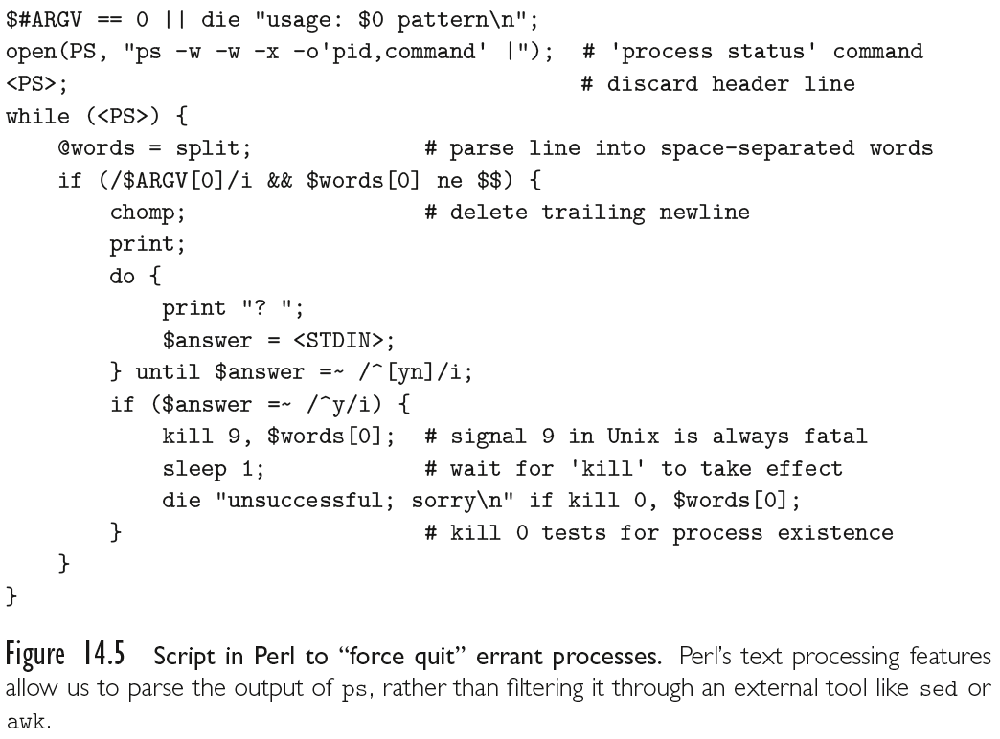 $#ARGV == 0 || die "usage: $0 pattern\n";
open(PS, "ps -w -w -x -o'pid,command' |");  # 'process status' command
<PS>;                                       # discard header line
while (<PS>) {
    @words = split;             # parse line into space-separated words
    if (/$ARGV[0]/i && $words[0] ne $$) {
        chomp;                  # delete trailing newline
        print;
        do {
            print "? ";
            $answer = <STDIN>;
        } until $answer =~ /^[yn]/i;
        if ($answer =~ /^y/i) {
            kill 9, $words[0];  # signal 9 in Unix is always fatal
            sleep 1;            # wait for 'kill' to take effect
            die "unsuccessful; sorry\n" if kill 0, $words[0];
        }                       # kill 0 tests for process existence
    }
}
Figure 14.5 Script in Perl to “force quit” errant processes. Perl’s text processing features
allow us to parse the output of ps, rather than filtering it through an external tool like sed or
awk.